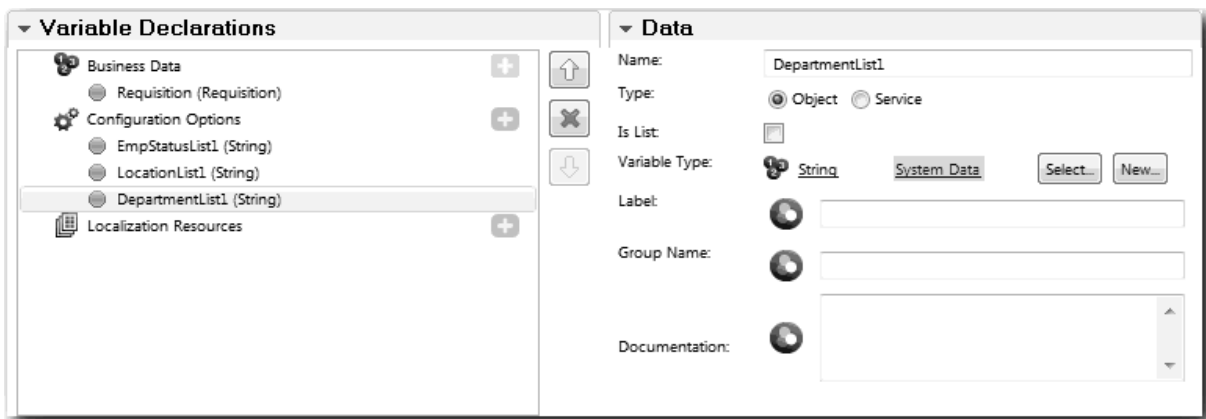 Variable Declarations
Business Data
Requisition (Requisition)
Configuration Options
EmpStatusList1 (String)
LocationList1 (String)
DepartmentList1 (String)
Localization Resources
Data
Name: DepartmentList1
Type: Object Service
Is List:
Variable Type: String System Data Select... New...
Label:
Group Name:
Documentation: